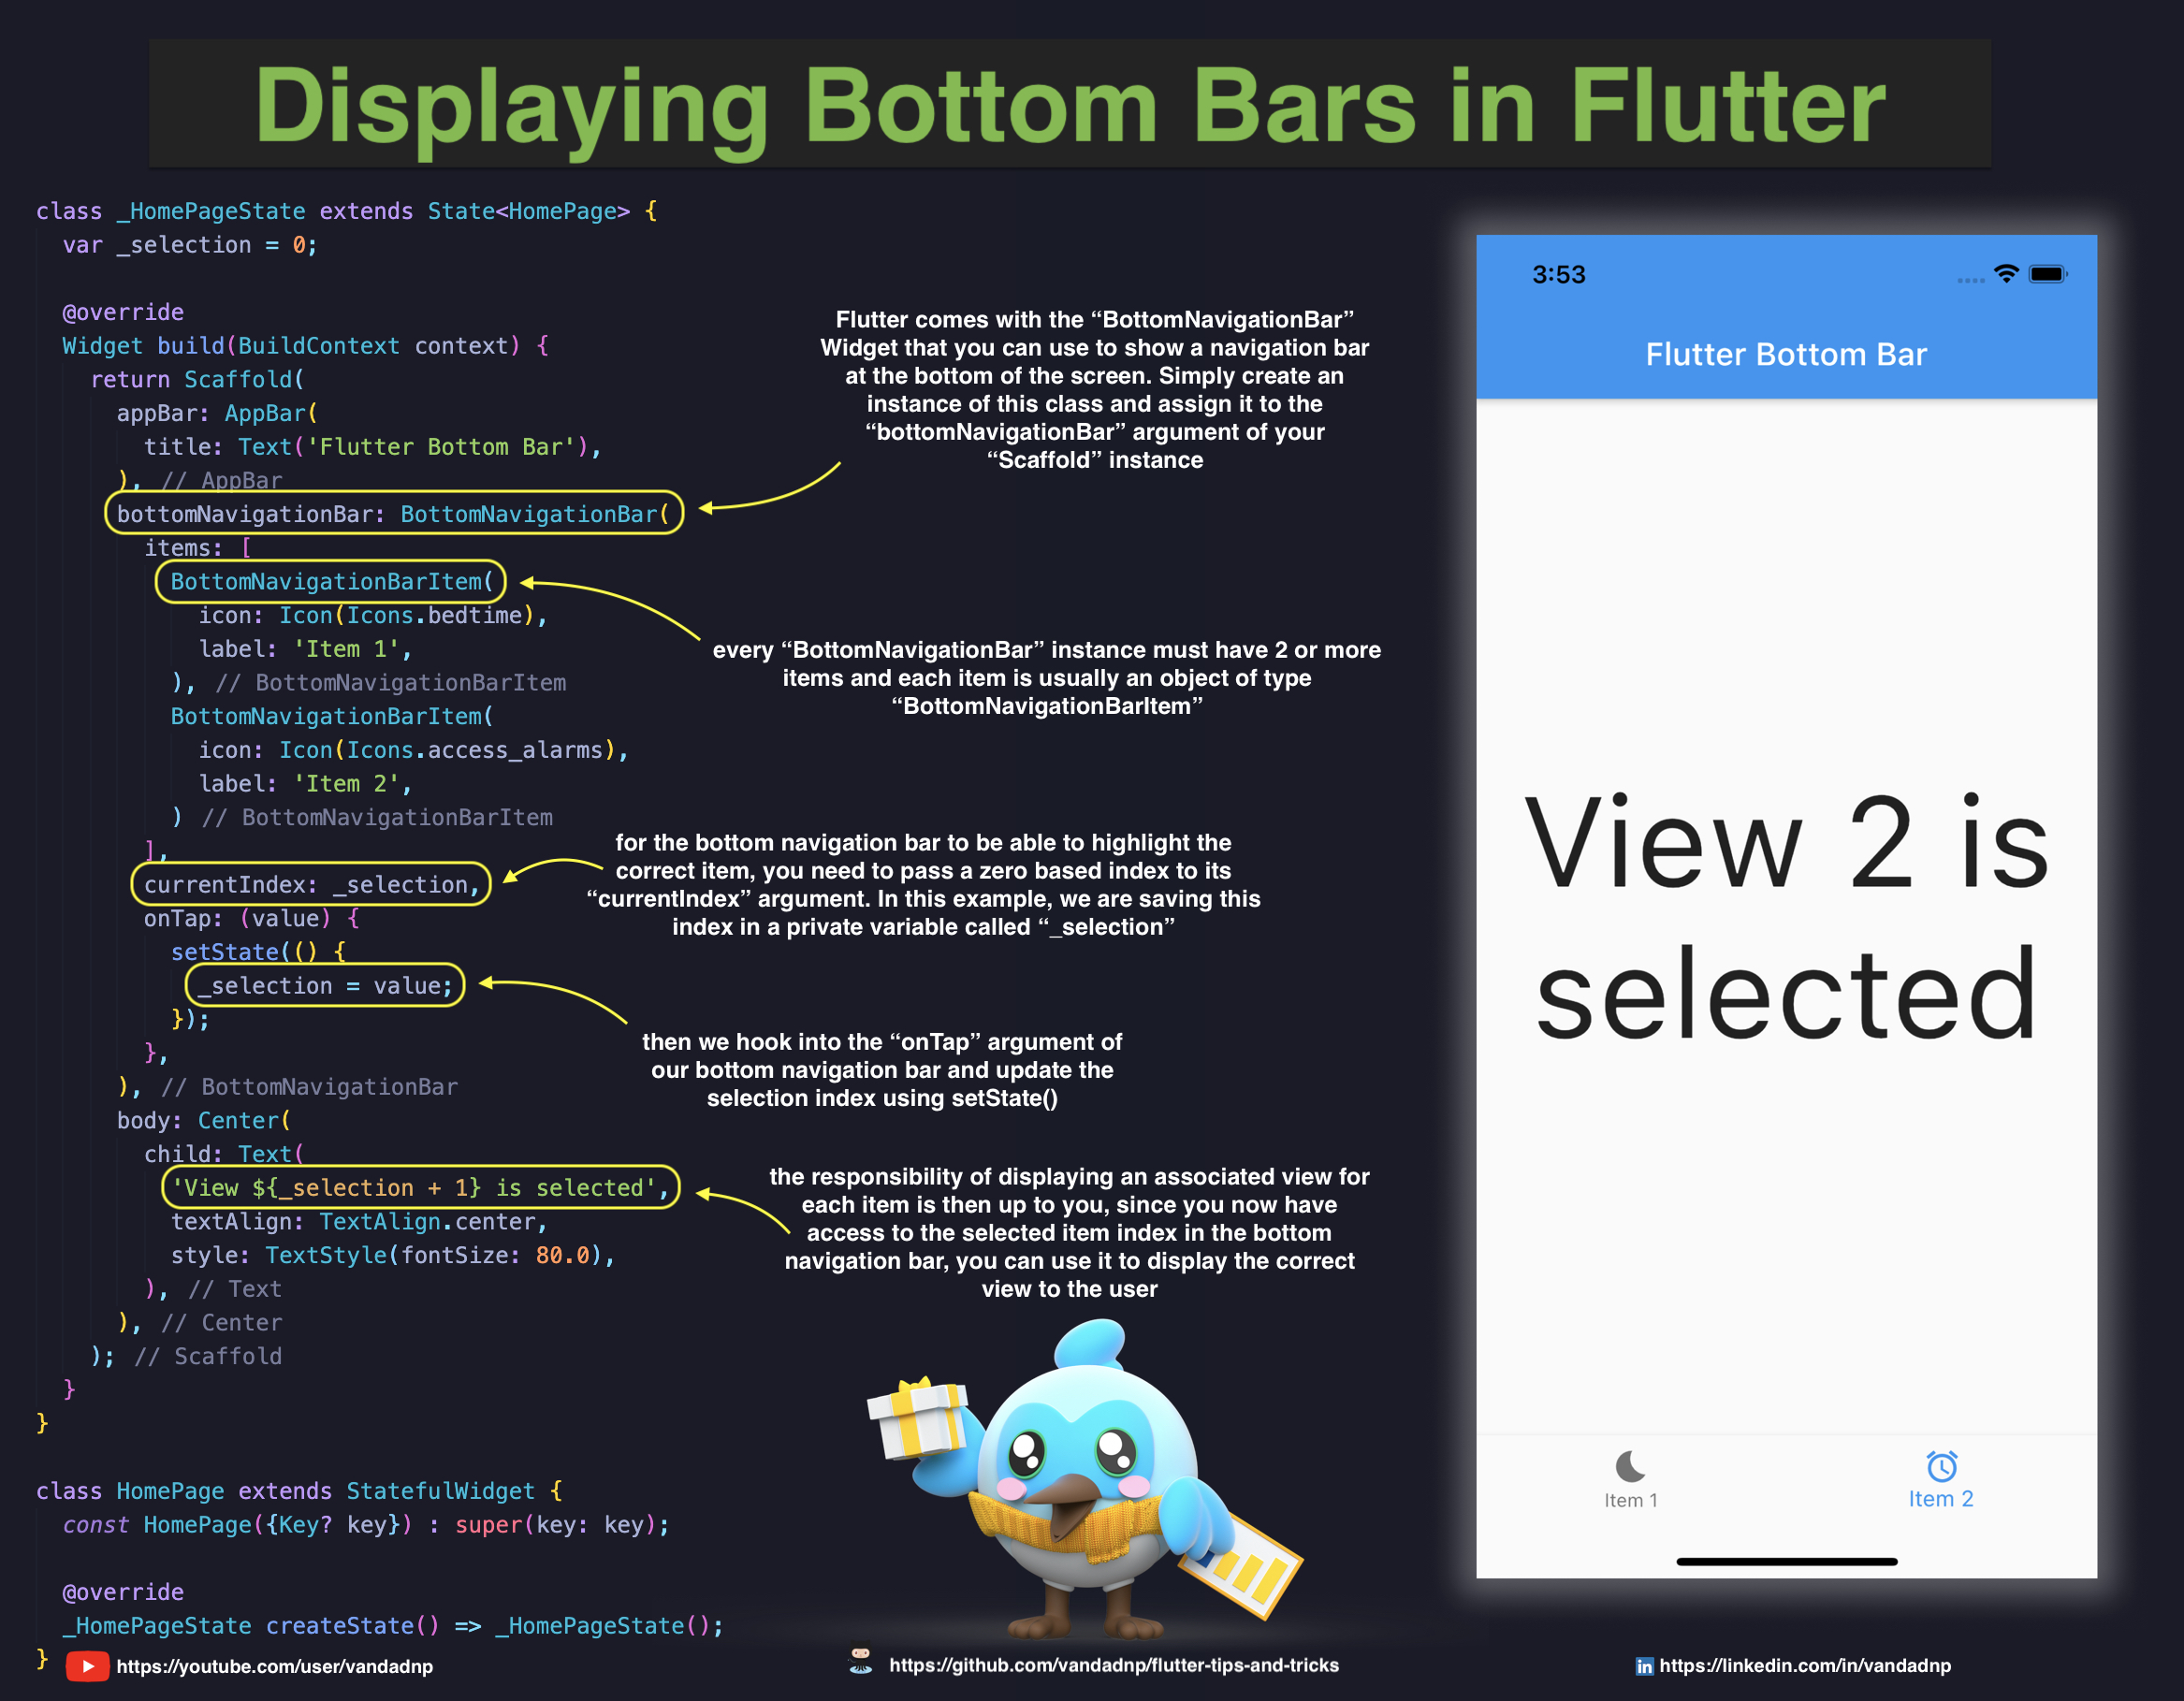 Displaying Bottom Bars in Flutter
class _HomePageState extends State<HomePage> {
var _selection = 0;
@override
Widget build(BuildContext context) {
return Scaffold(
appBar: AppBar(
title: Text('Flutter Bottom Bar'),
), // AppBar
bottomNavigationBar: BottomNavigationBar(
items: [
BottomNavigationBarItem(
icon: Icon(Icons.bedtime),
label: 'Item 1',
), // BottomNavigationBarItem
BottomNavigationBarItem(
icon: Icon(Icons.access_alarms),
label: 'Item 2',
) // BottomNavigationBarItem
],
currentIndex: _selection,
onTap: (value) {
setState(() {
_selection = value;
});
},
), // BottomNavigationBar
body: Center(
child: Text(
'View ${_selection + 1} is selected',
textAlign: TextAlign.center,
style: TextStyle(fontSize: 80.0),
), // Text
), // Center
); // Scaffold
}
}
class HomePage extends StatefulWidget {
const HomePage({Key? key}) : super(key: key);
@override
_HomePageState createState() => _HomePageState();
}
Flutter comes with the “BottomNavigationBar”
Widget that you can use to show a navigation bar
at the bottom of the screen. Simply create an
instance of this class and assign it to the
“bottomNavigationBar” argument of your
“Scaffold” instance
every “BottomNavigationBar” instance must have 2 or more
items and each item is usually an object of type
“BottomNavigationBarItem”
for the bottom navigation bar to be able to highlight the
correct item, you need to pass a zero based index to its
“currentIndex” argument. In this example, we are saving this
index in a private variable called “_selection”
then we hook into the “onTap” argument of
our bottom navigation bar and update the
selection index using setState()
the responsibility of displaying an associated view for
each item is then up to you, since you now have
access to the selected item index in the bottom
navigation bar, you can use it to display the correct
view to the user
3:53
Flutter Bottom Bar
View 2 is
selected
Item 1
Item 2
https://youtube.com/user/vandadnp
https://github.com/vandadnp/flutter-tips-and-tricks
in https://linkedin.com/in/vandadnp